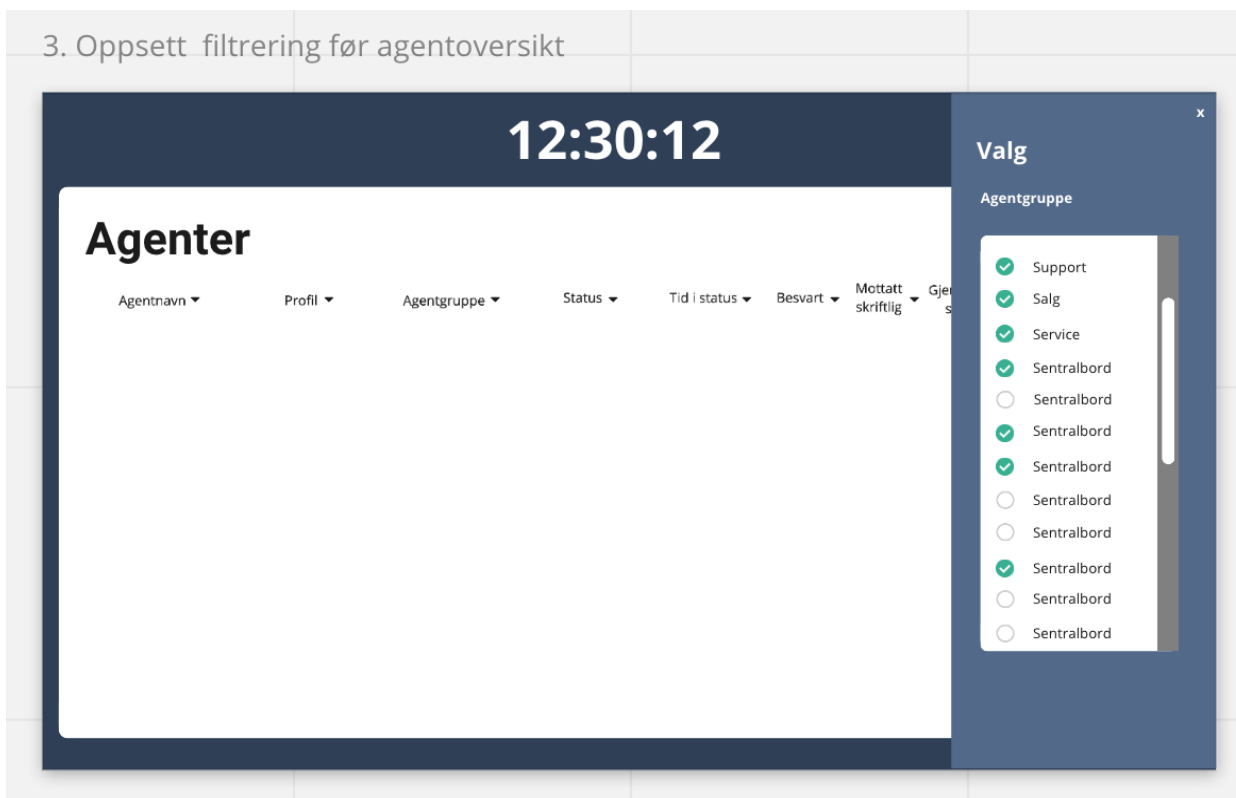 3. Oppsett filtrering før agentoversikt
12:30:12
x
Valg
Agentgruppe
Agenter
Agentnavn
Profil
Agentgruppe
Status
Tid i status
Besvart
Mottatt
skriftlig
Support
Salg
Service
Sentralbord
Sentralbord
Sentralbord
Sentralbord
Sentralbord
Sentralbord
Sentralbord
Sentralbord
Sentralbord